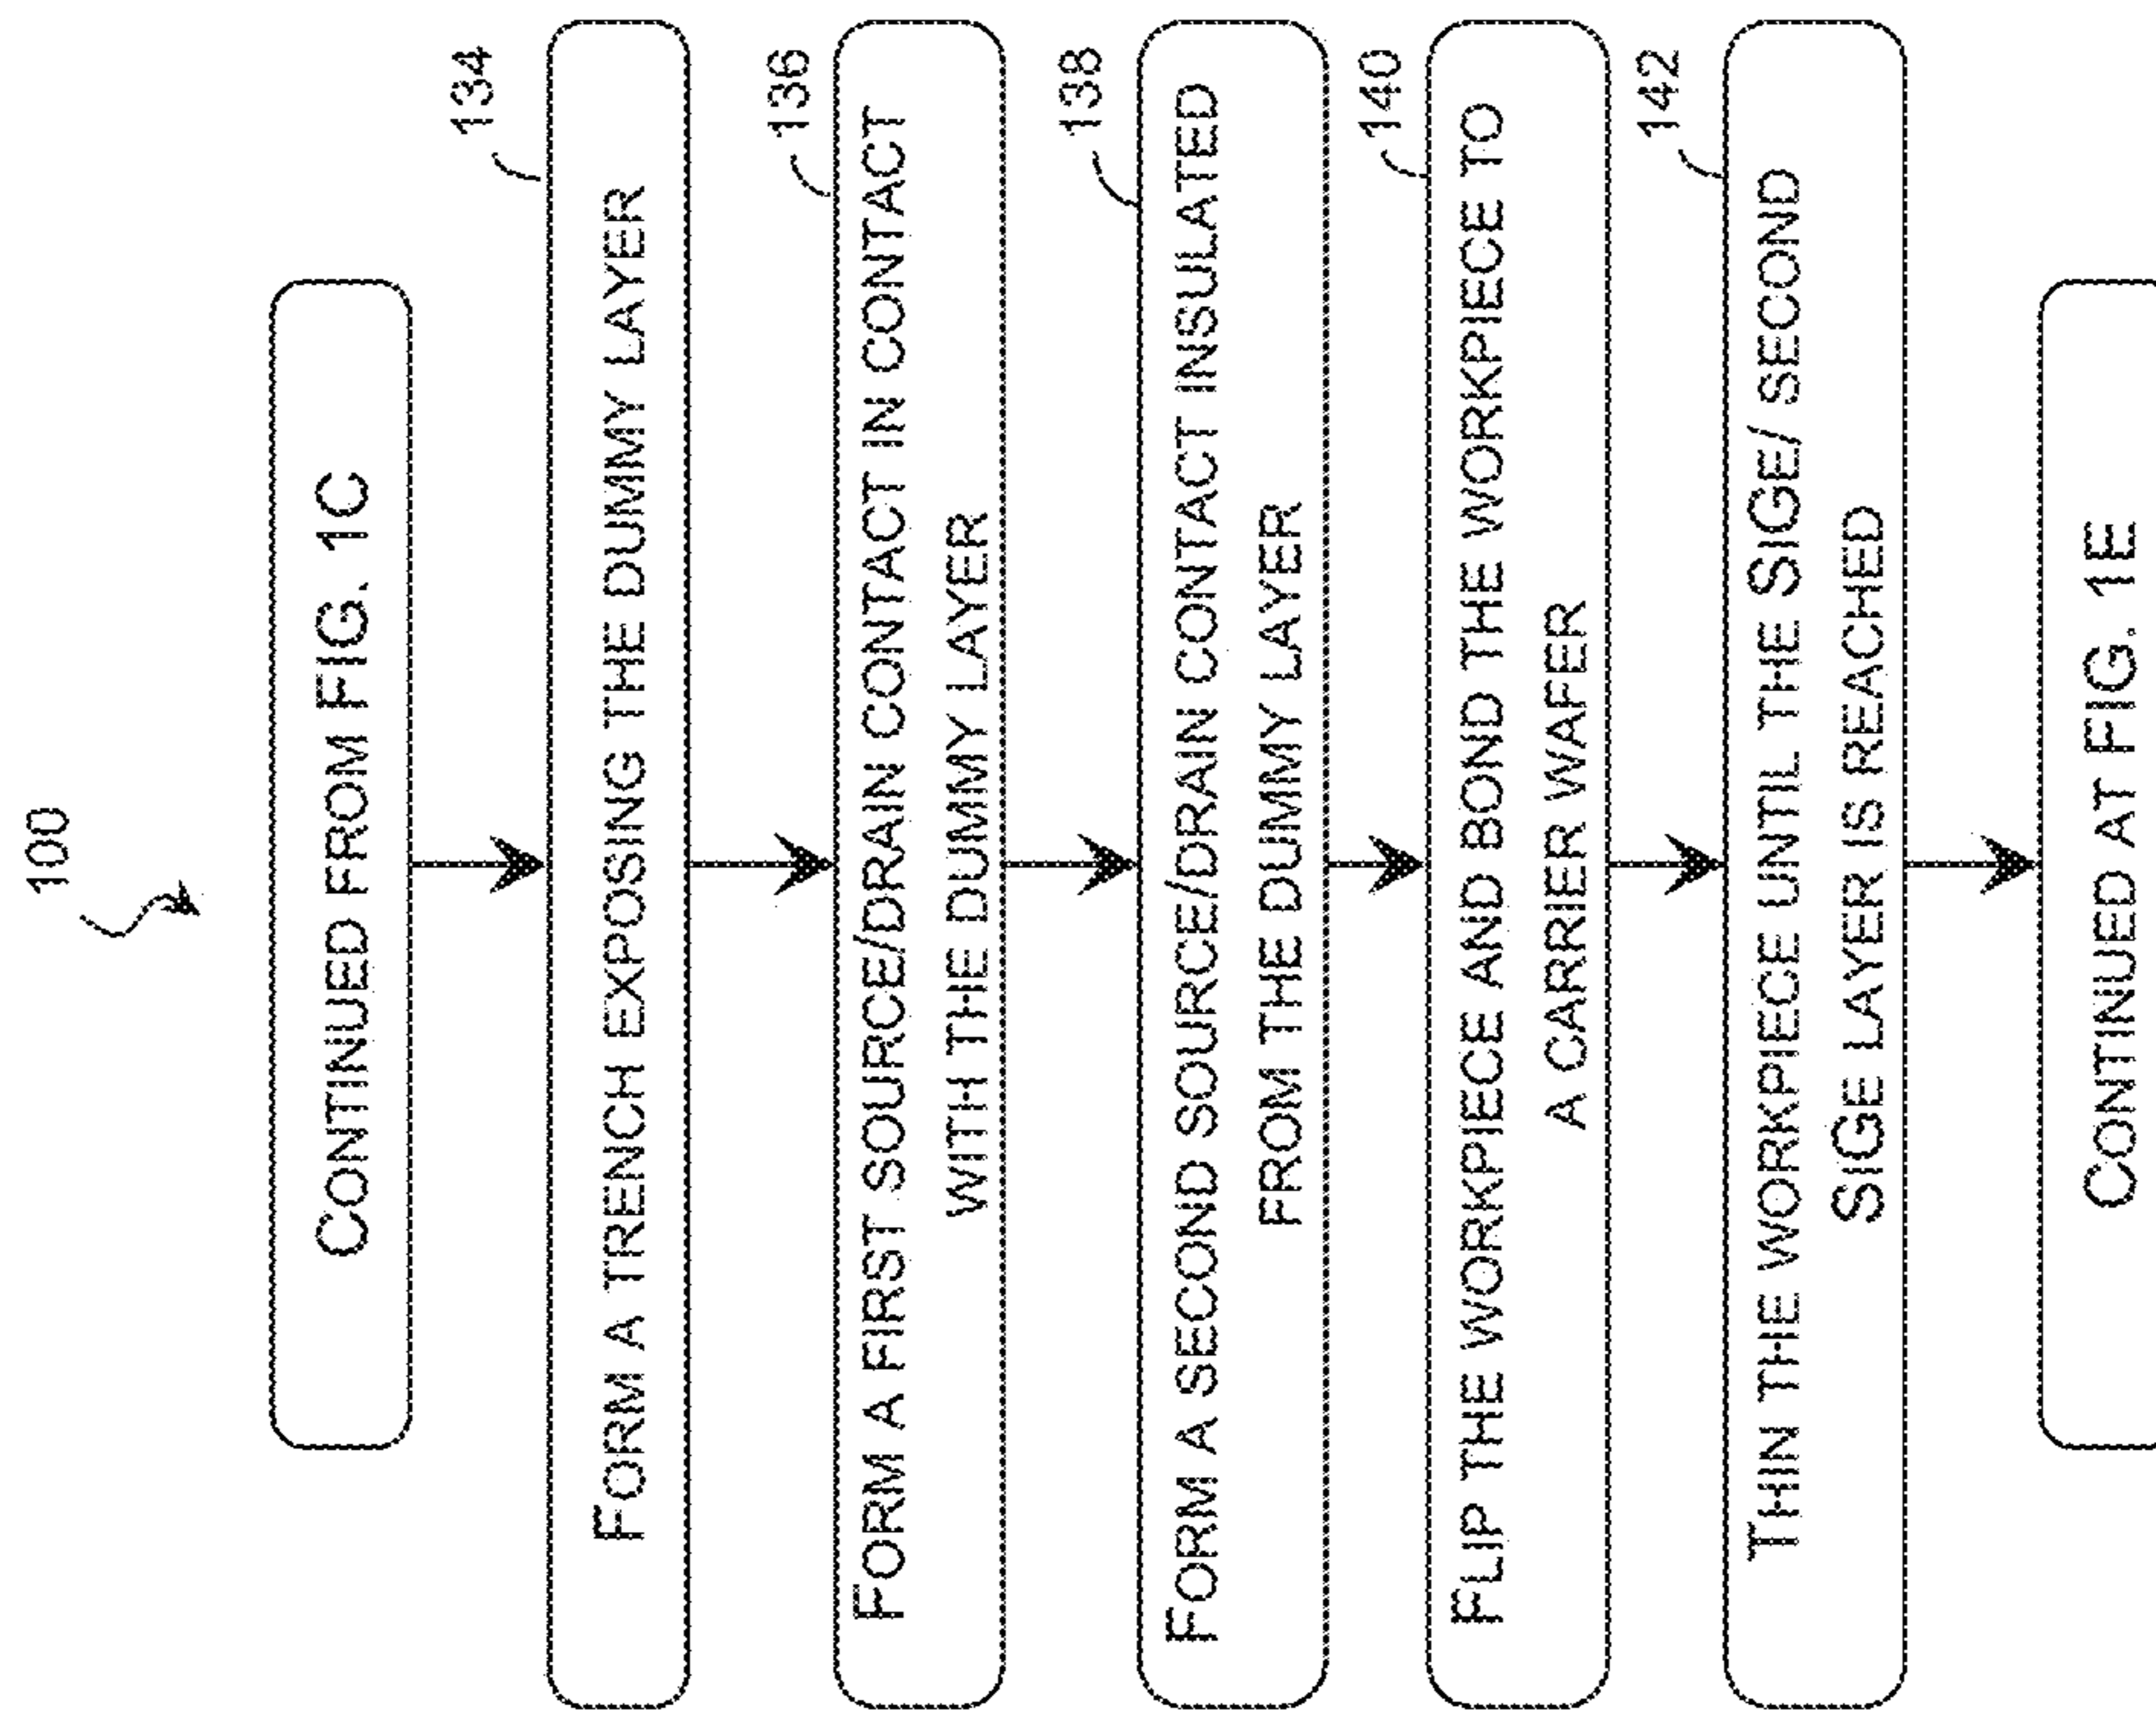 100
CONTINUED FROM FIG. 1C
134
FORM A TRENCH EXPOSING THE DUMMY LAYER
136
FORM A FIRST SOURCE/DRAIN CONTACT IN CONTACT
WITH THE DUMMY LAYER
138
FORM A SECOND SOURCE/DRAIN CONTACT INSULATED
FROM THE DUMMY LAYER
140
FLIP THE WORKPIECE AND BOND THE WORKPIECE TO
A CARRIER WAFER
142
THIN THE WORKPIECE UNTIL THE SIGE/ SECOND
SIGE LAYER IS REACHED
CONTINUED AT FIG. 1E